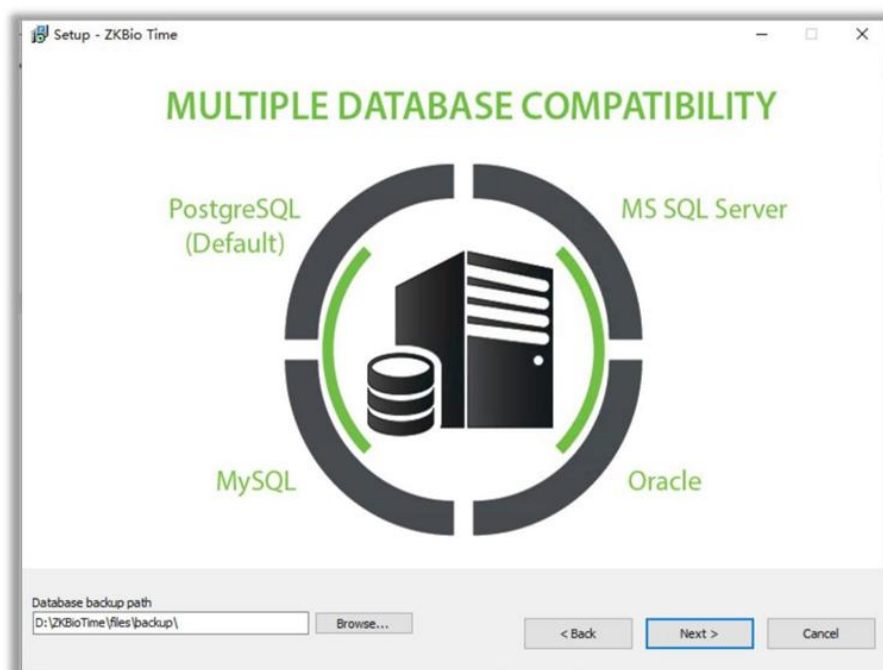 Setup - ZKBio Time
MULTIPLE DATABASE COMPATIBILITY
PostgreSQL
(Default)
MS SQL Server
MySQL
Oracle
Database backup path
D:\ZKBioTime\files\backup\
Browse...
< Back
Next >
Cancel